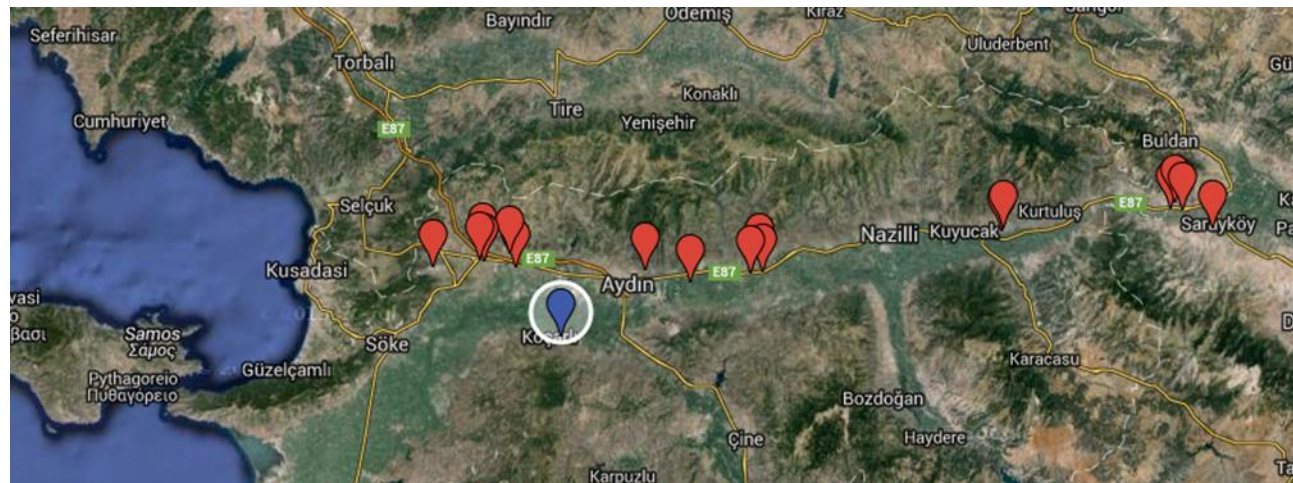 Bayındır
Ödemiş
Kiraz
Seferihisar
Uluderbent
Torbalı
Konaklı
Tire
Cumhuriyet
Yenişehir
E87
Buldan
Selçuk
Kurtuluş
E87
Sarayköy
Nazilli
Kuyucak
E87
Kusadasi
E87
Aydın
Samos
Σάμος
Koçarlı
Söke
Güzelçamlı
Karacasu
Pythagoreio
Πυθαγόρειο
Bozdoğan
Çine
Haydere
Karpuzlu